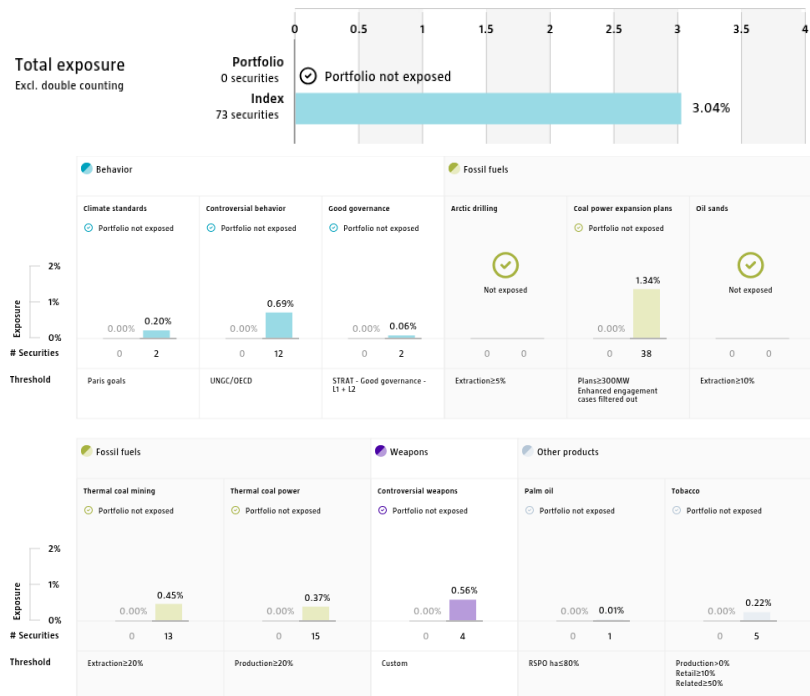 0 0.5 1 1.5 2 2.5 3 3.5 4
Total exposure
Excl. double counting
Portfolio
0 securities
Portfolio not exposed
Index
73 securities
3.04%
Behavior
Fossil fuels
Climate standards
Controversial behavior
Good governance
Arctic drilling
Coal power expansion plans
Oil sands
Portfolio not exposed
Portfolio not exposed
Portfolio not exposed
Not exposed
Portfolio not exposed
Not exposed
Exposure
2%
1%
0%
0.00% 0.20%
0.00% 0.69%
0.00% 0.06%
0.00% 1.34%
# Securities
0 2
0 12
0 2
0 0
0 38
0 0
Threshold
Paris goals
UNGC/OECD
STRAT - Good governance -
L1 + L2
Extraction≥5%
Plans≥300MW
Enhanced engagement
cases filtered out
Extraction≥10%
Fossil fuels
Weapons
Other products
Thermal coal mining
Thermal coal power
Controversial weapons
Palm oil
Tobacco
Portfolio not exposed
Portfolio not exposed
Portfolio not exposed
Portfolio not exposed
Portfolio not exposed
Exposure
2%
1%
0%
0.00% 0.45%
0.00% 0.37%
0.00% 0.56%
0.00% 0.01%
0.00% 0.22%
# Securities
0 13
0 15
0 4
0 1
0 5
Threshold
Extraction≥20%
Production≥20%
Custom
RSPO ha≤80%
Production>0%
Retail≥10%
Related≥50%